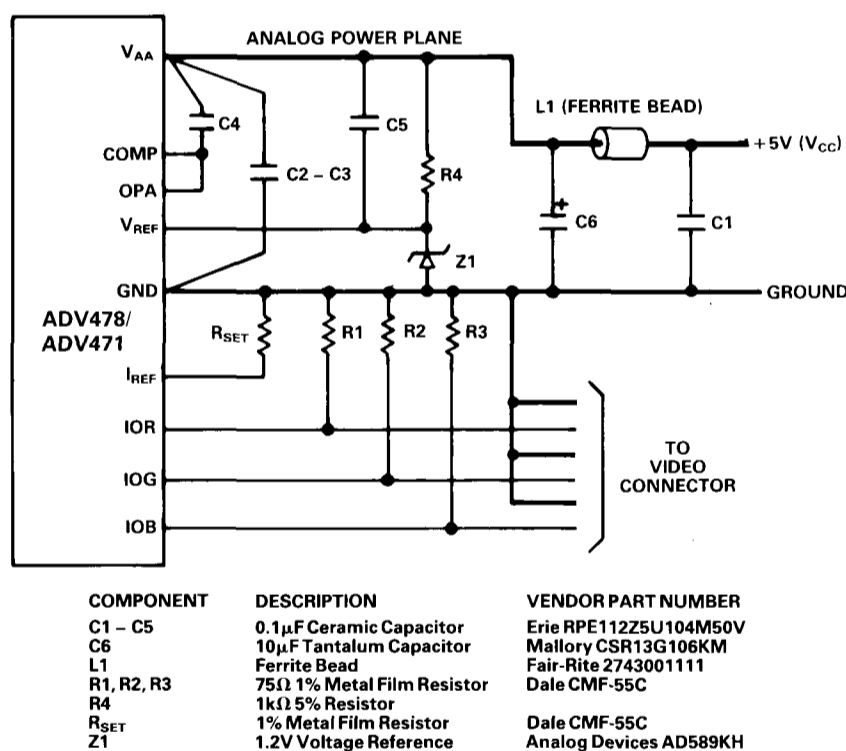 ANALOG POWER PLANE
VAA
L1 (FERRITE BEAD)
C4
C5
+5V (VCC)
COMP
C2 – C3
R4
OPA
+
C6
C1
VREF
Z1
GND
GROUND
ADV478/
ADV471
RSET
R1
R2
R3
IREF
IOR
TO
VIDEO
CONNECTOR
IOG
IOB
COMPONENT DESCRIPTION VENDOR PART NUMBER
C1 – C5 0.1μF Ceramic Capacitor Erie RPE112Z5U104M50V
C6 10μF Tantalum Capacitor Mallory CSR13G106KM
L1 Ferrite Bead Fair-Rite 2743001111
R1, R2, R3 75Ω 1% Metal Film Resistor Dale CMF-55C
R4 1kΩ 5% Resistor
RSET 1% Metal Film Resistor Dale CMF-55C
Z1 1.2V Voltage Reference Analog Devices AD589KH